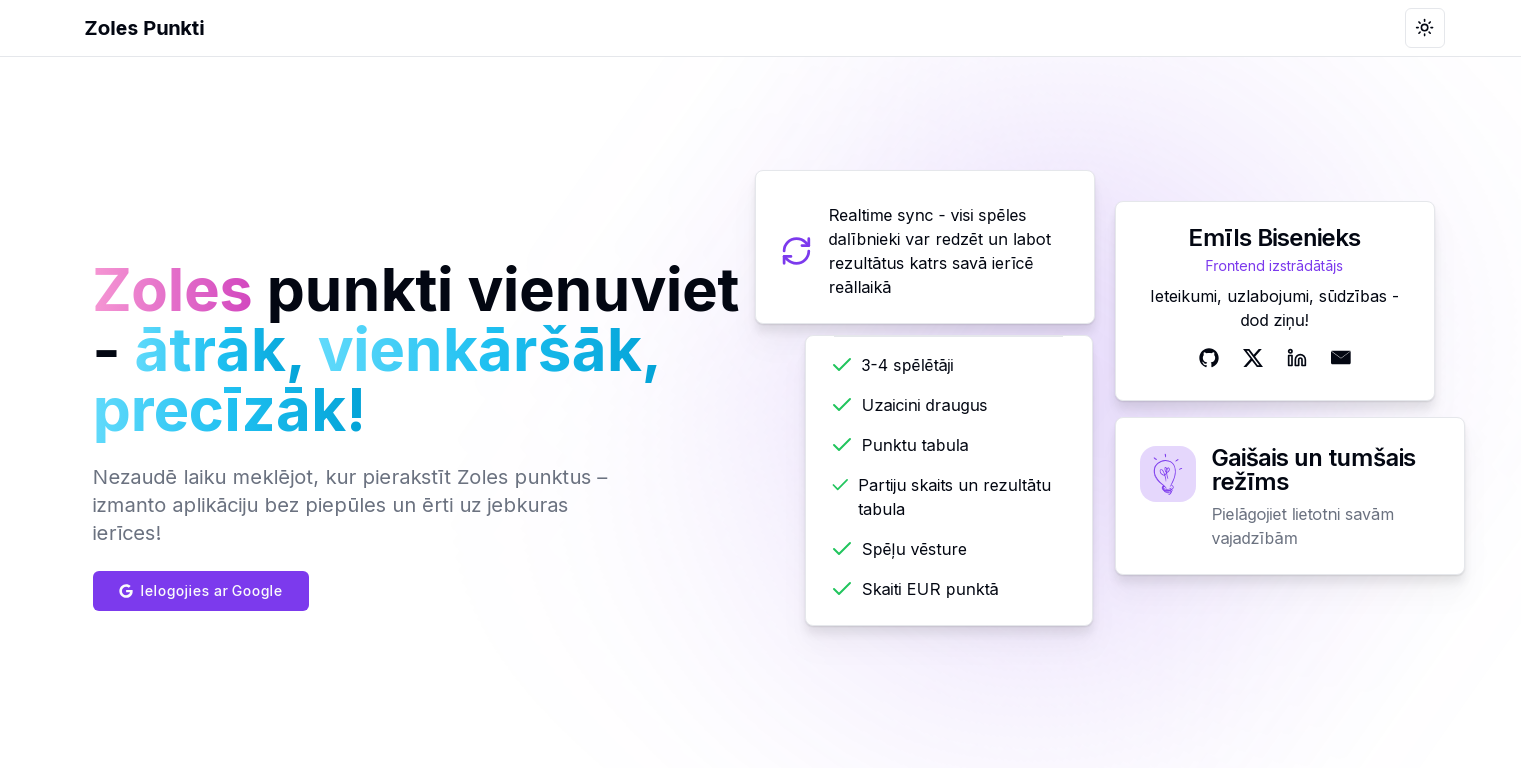 Zoles Punkti
Zoles punkti vienuviet
- ātrāk, vienkāršāk,
precīzāk!
Nezaudē laiku meklējot, kur pierakstīt Zoles punktus –
izmanto aplikāciju bez piepūles un ērti uz jebkuras
ierīces!
Ielogojies ar Google
Realtime sync - visi spēles
dalībnieki var redzēt un labot
rezultātus katrs savā ierīcē
reāllaikā
3-4 spēlētāji
Uzaicini draugus
Punktu tabula
Partiju skaits un rezultātu
tabula
Spēļu vēsture
Skaiti EUR punktā
Emīls Bisenieks
Frontend izstrādātājs
Ieteikumi, uzlabojumi, sūdzības -
dod ziņu!
Gaišais un tumšais
režīms
Pielāgojiet lietotni savām
vajadzībām